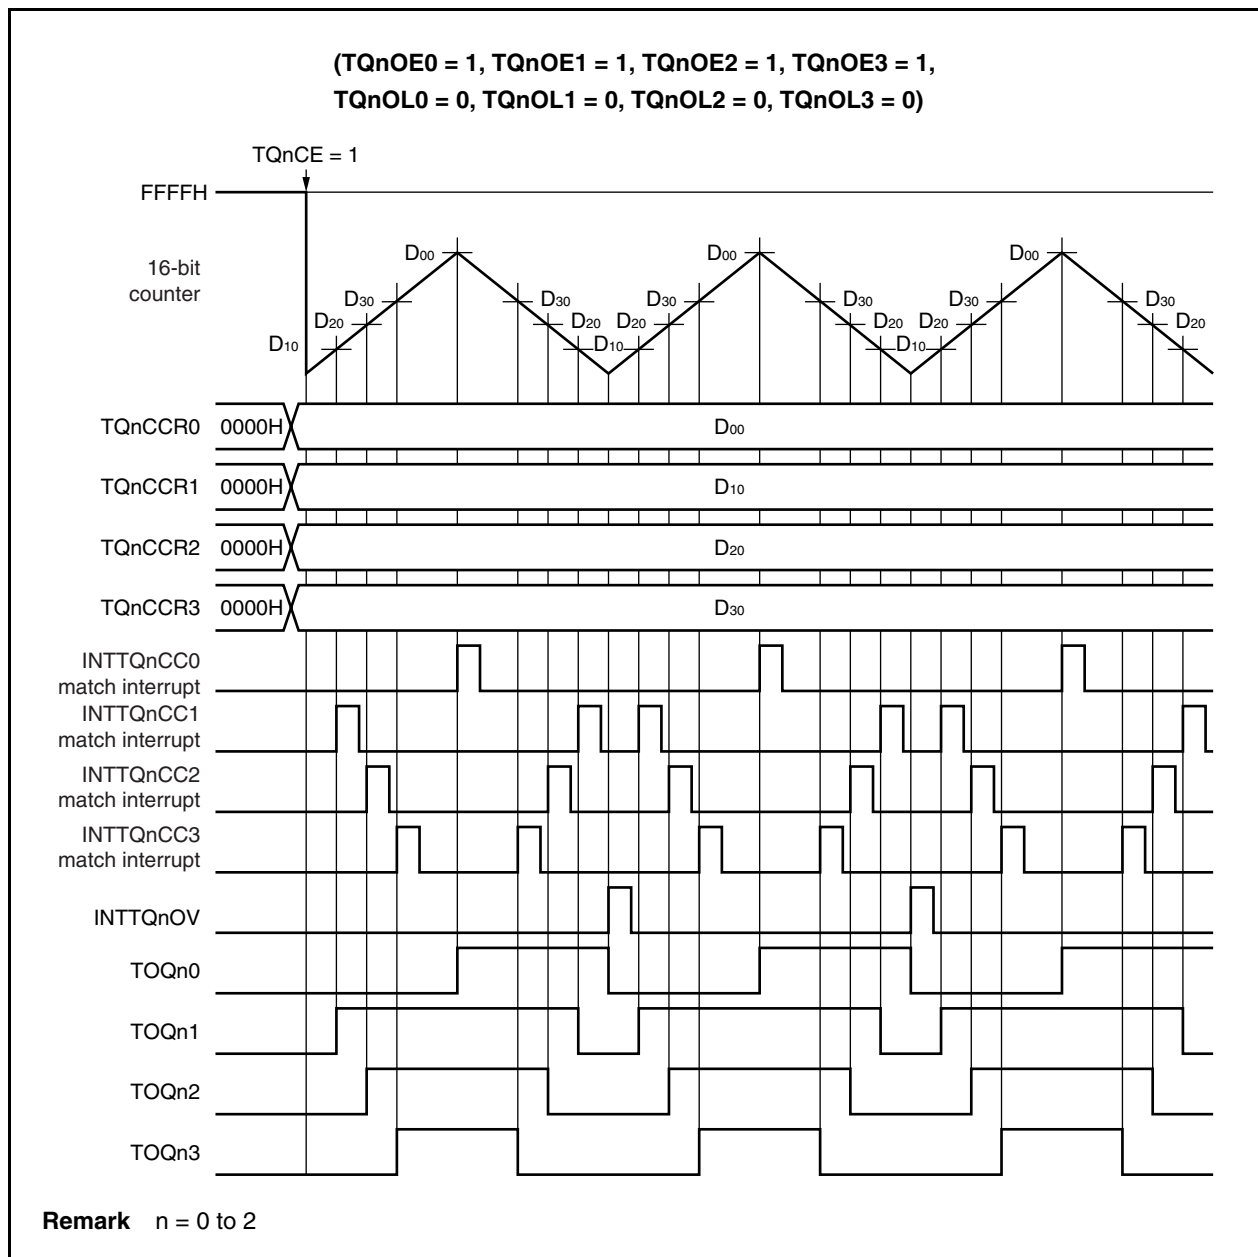 (TQnOE0 = 1, TQnOE1 = 1, TQnOE2 = 1, TQnOE3 = 1,
TQnOL0 = 0, TQnOL1 = 0, TQnOL2 = 0, TQnOL3 = 0)
TQnCE = 1
FFFFH
16-bit
counter
D00 D00 D00
D30 D30 D30 D30 D30 D30
D20 D20 D20 D20 D20 D20
D10 D10 D10
TQnCCR0 0000H D00
TQnCCR1 0000H D10
TQnCCR2 0000H D20
TQnCCR3 0000H D30
INTTQnCC0
match interrupt
INTTQnCC1
match interrupt
INTTQnCC2
match interrupt
INTTQnCC3
match interrupt
INTTQnOV
TOQn0
TOQn1
TOQn2
TOQn3
Remark n = 0 to 2